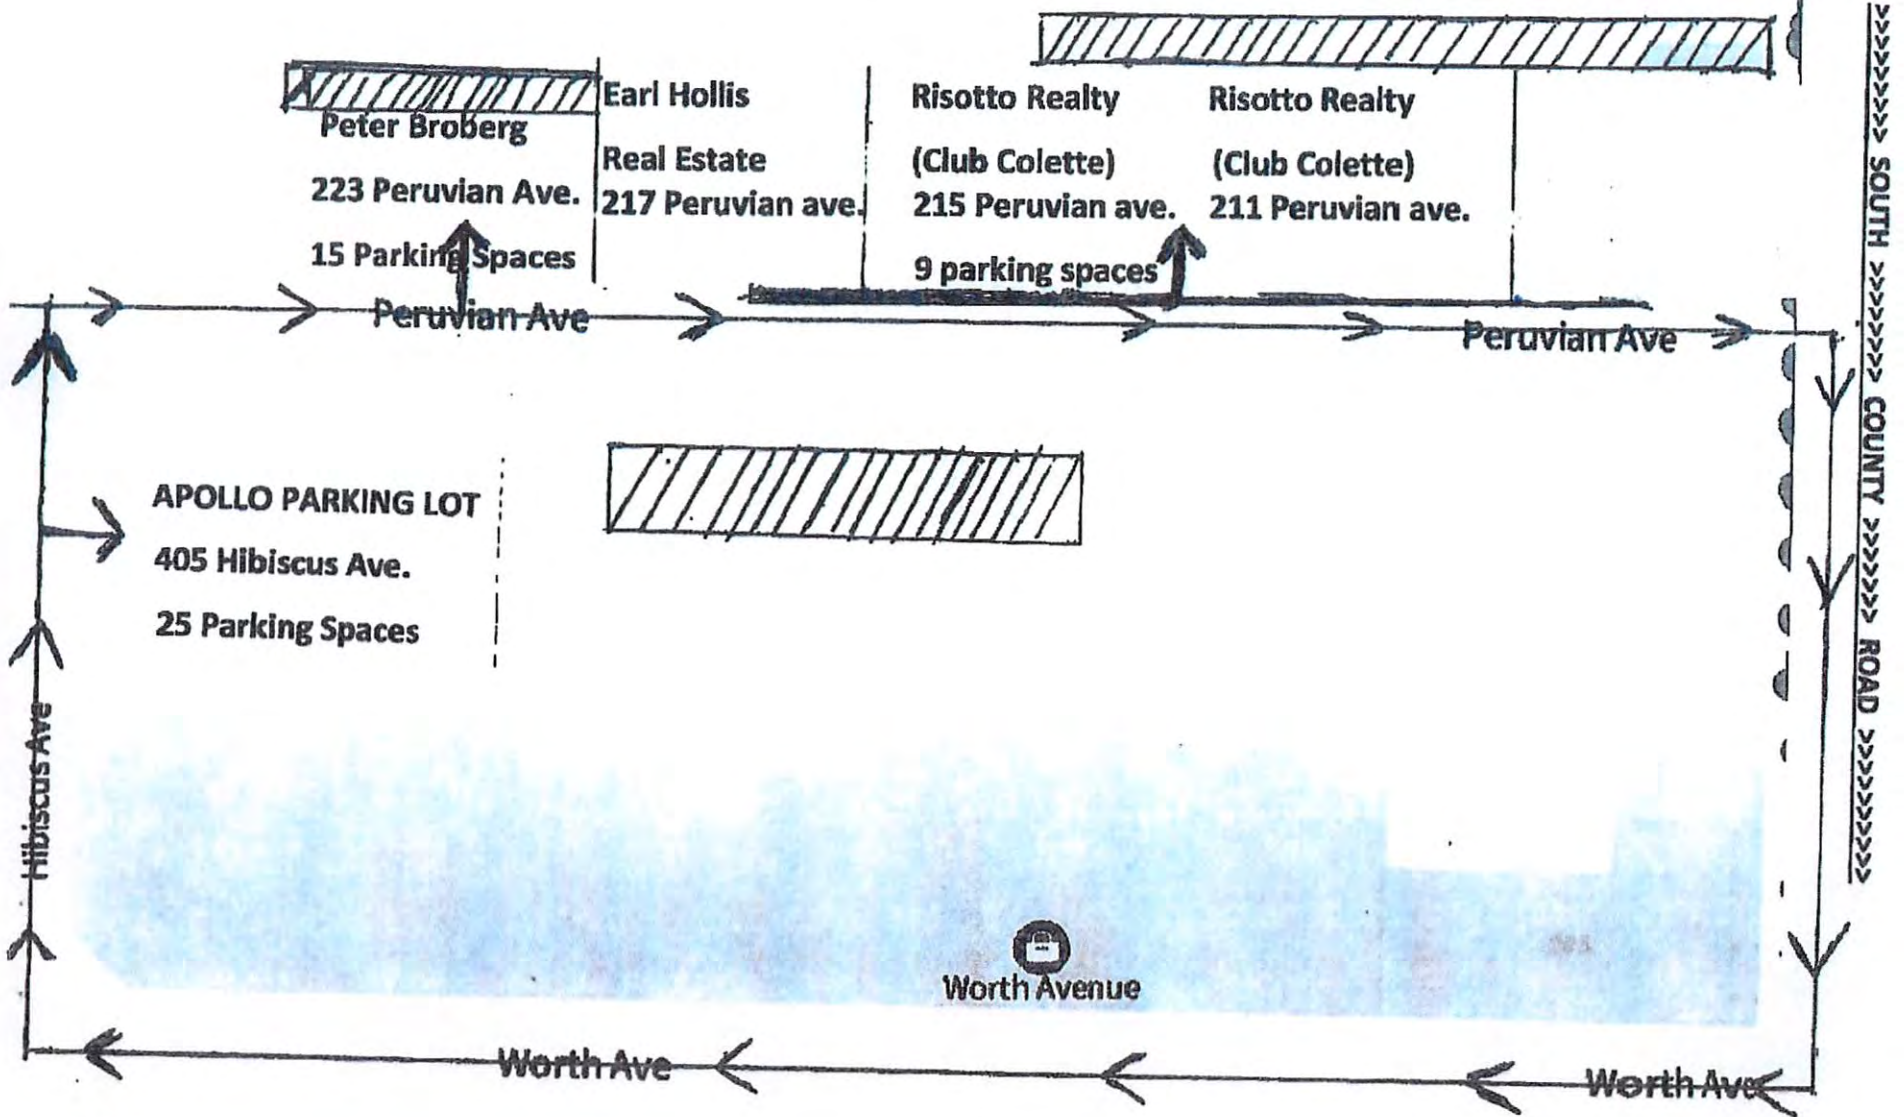 Peter Broberg
223 Peruvian Ave.
15 Parking Spaces
Earl Hollis
Real Estate
217 Peruvian ave.
Risotto Realty
(Club Colette)
215 Peruvian ave.
9 parking spaces
Risotto Realty
(Club Colette)
211 Peruvian ave.
Peruvian Ave
Peruvian Ave
>>>>>>>> SOUTH >>>>>>>> COUNTY >>>>>>> ROAD >>>>>>>>>>
APOLLO PARKING LOT
405 Hibiscus Ave.
25 Parking Spaces
Hibiscus Ave
Worth Avenue
Worth Ave
Worth Ave